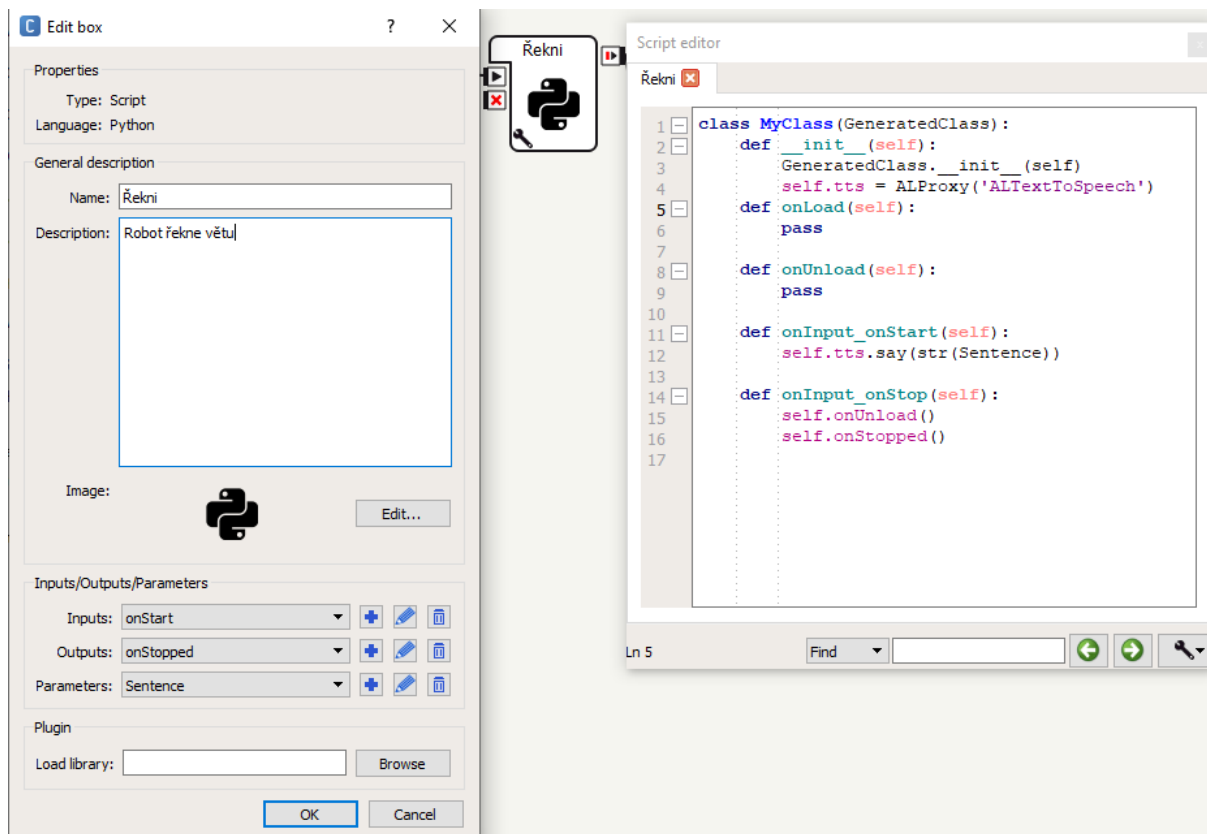 Edit box
?
Properties
Type: Script
Language: Python
General description
Name: Řekni
Description: Robot řekne větu
Image:
Edit...
Inputs/Outputs/Parameters
Inputs: onStart
Outputs: onStopped
Parameters: Sentence
Plugin
Load library:
Browse
OK
Cancel
Řekni
Script editor
Řekni
1 class MyClass(GeneratedClass):
2     def __init__(self):
3         GeneratedClass.__init__(self)
4         self.tts = ALProxy('ALTextToSpeech')
5     def onLoad(self):
6         pass
7
8     def onUnload(self):
9         pass
10
11     def onInput_onStart(self):
12         self.tts.say(str(Sentence))
13
14     def onInput_onStop(self):
15         self.onUnload()
16         self.onStopped()
17
Ln 5
Find